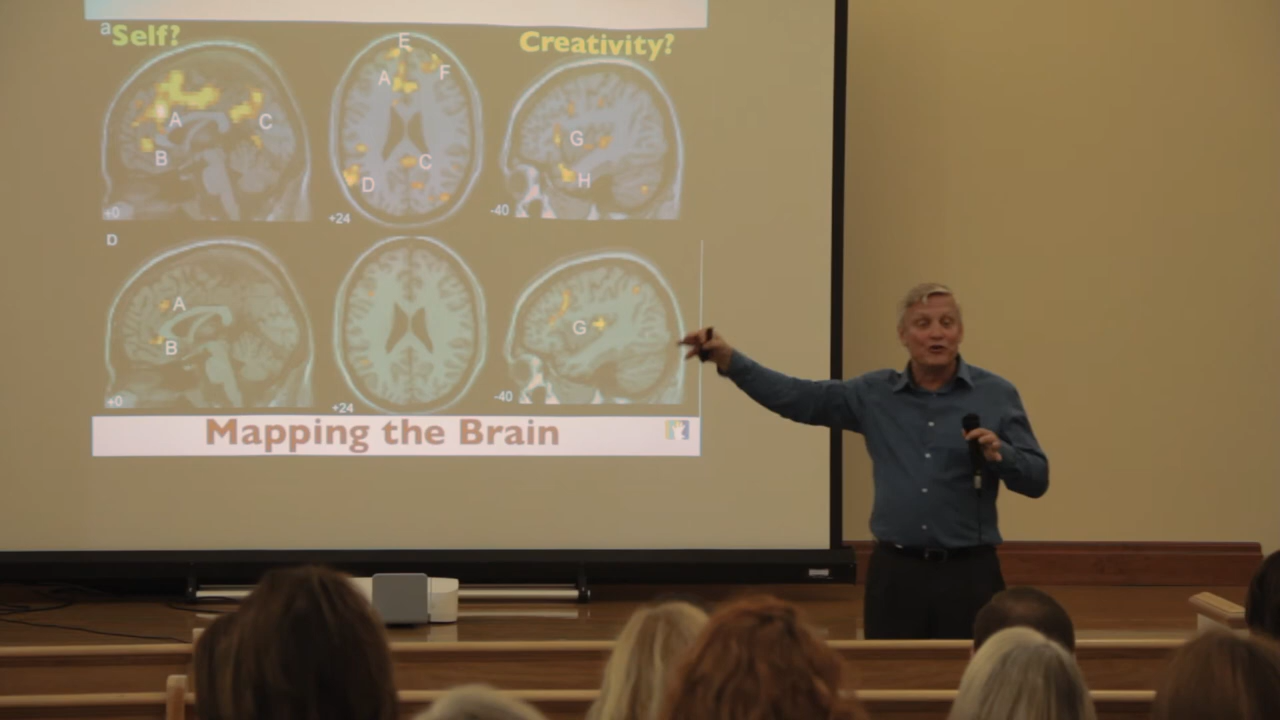 a Self?
Creativity?
E
A
F
A
C
B
G
C
D
H
+0
+24
-40
b
A
B
G
+0
+24
-40
Mapping the Brain